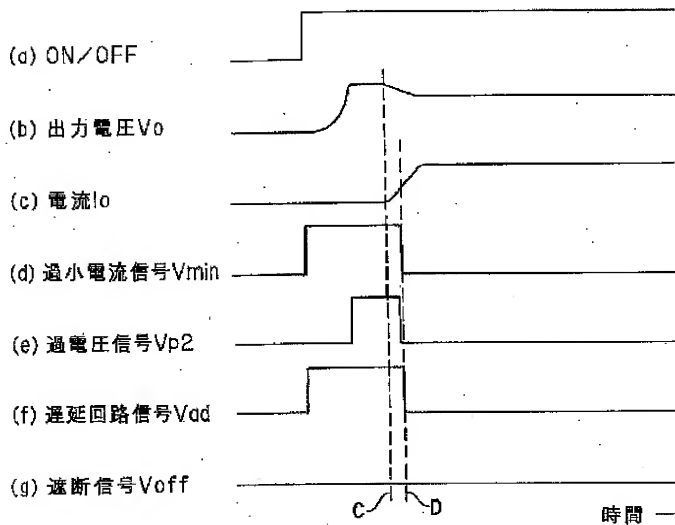 (a) ON/OFF
(b) 出力電圧Vo
(c) 電流Io
(d) 過小電流信号Vmin
(e) 過電圧信号Vp2
(f) 遅延回路信号Vad
(g) 遮断信号Voff
C D
時間